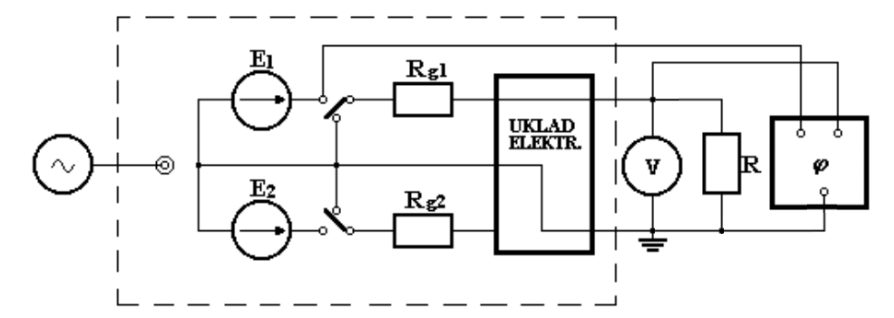 E1
Rg1
UKLAD
ELEKTR.
V
R
φ
E2
Rg2